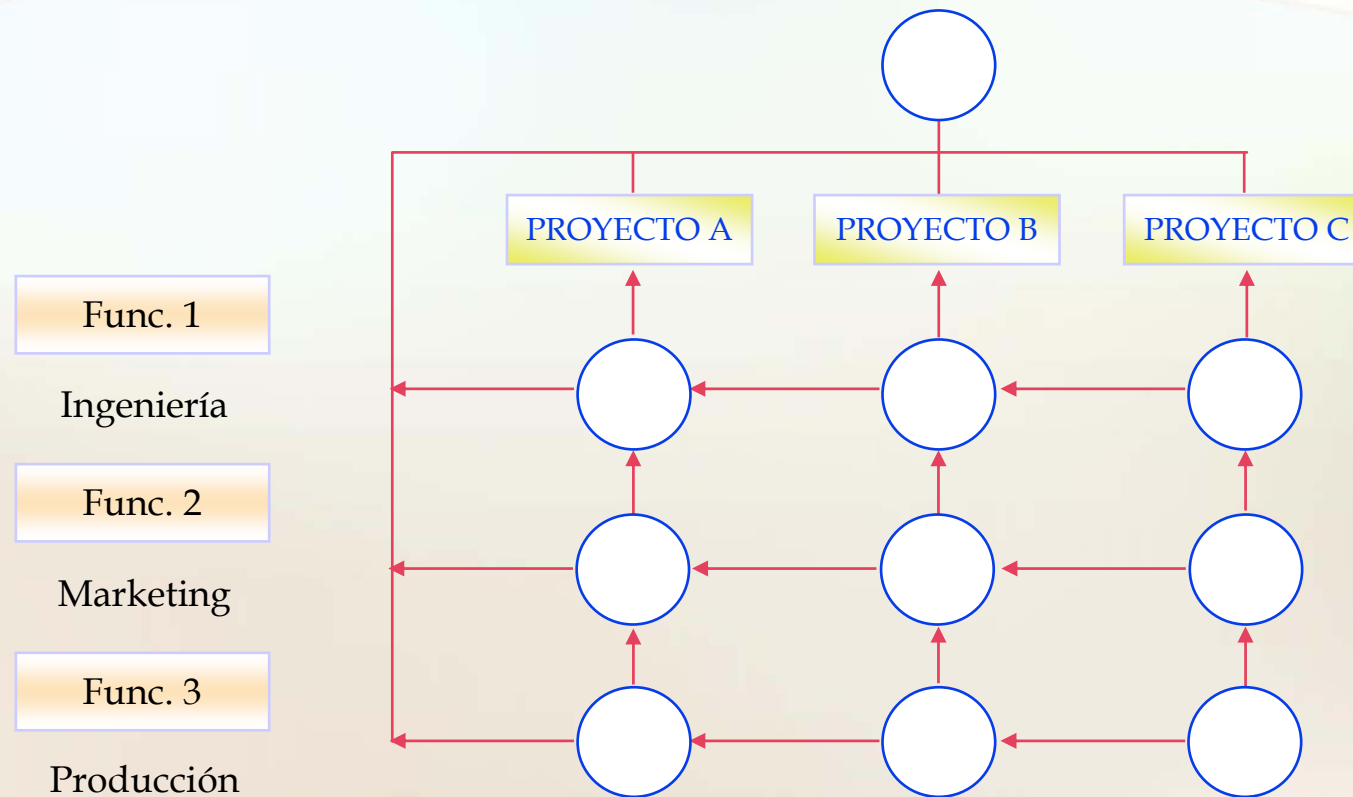 PROYECTO A
PROYECTO B
PROYECTO C
Func. 1
Ingeniería
Func. 2
Marketing
Func. 3
Producción